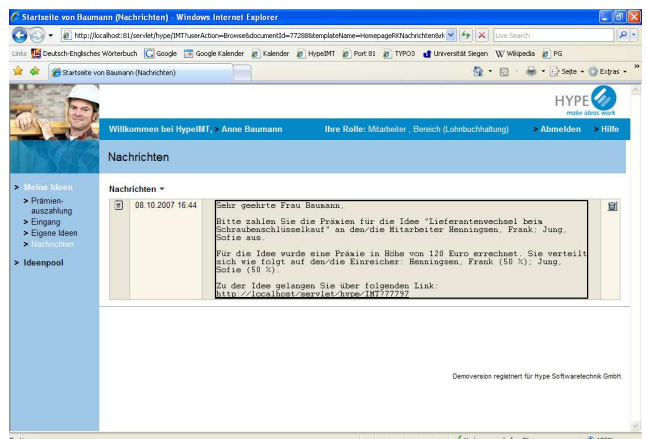 Startseite von Baumann (Nachrichten) - Windows Internet Explorer
http://localhost:81/servlet/hype/IMT?userAction=Browse&documentId=77288&templateName=HomepageRKNachrichten&rk
Live Search
Links Deutsch-Englisches Wörterbuch Google Google Kalender Kalender HypeIMT Port 81 TYPO3 Universität Siegen Wikipedia PG
Startseite von Baumann (Nachrichten)
Seite Extras
HYPE
make ideas work
Willkommen bei HypeIMT, > Anne Baumann Ihre Rolle: Mitarbeiter , Bereich (Lohnbuchhaltung) > Abmelden > Hilfe
Nachrichten
> Meine Ideen
> Prämien-
auszahlung
> Eingang
> Eigene Ideen
> Nachrichten
> Ideenpool
Nachrichten
08.10.2007 16:44
Sehr geehrte Frau Baumann,
Bitte zahlen Sie die Prämien für die Idee "Lieferantenwechsel beim
Schraubenschlüsselkauf" an den/die Mitarbeiter Henningsen, Frank; Jung,
Sofie aus.
Für die Idee wurde eine Prämie in Höhe von 120 Euro errechnet. Sie verteilt
sich wie folgt auf den/die Einreicher: Henningsen, Frank (50 %); Jung,
Sofie (50 %).
Zu der Idee gelangen Sie über folgenden Link:
http://localhost/servlet/hype/IMT?77797
Demoversion registriert für Hype Softwaretechnik GmbH.